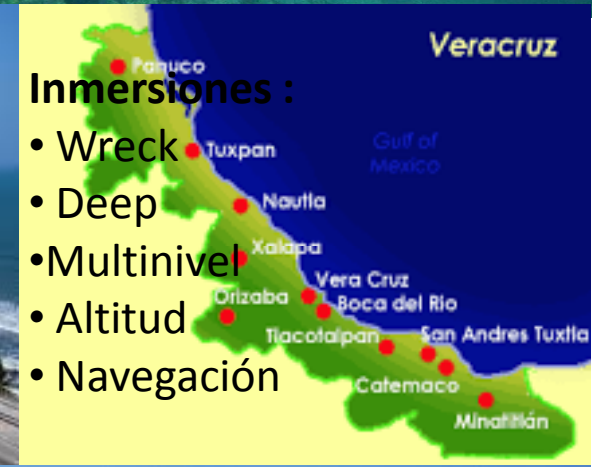 Veracruz
Panuco
Inmersiones :
• Wreck
Tuxpan
Gulf of
Mexico
• Deep
Nautla
•Multinivel
Xalapa
Vera Cruz
Orizaba
Boca del Rio
• Altitud
Tlacotalpan
San Andres Tuxtla
• Navegación
Catemaco
Minatitlán